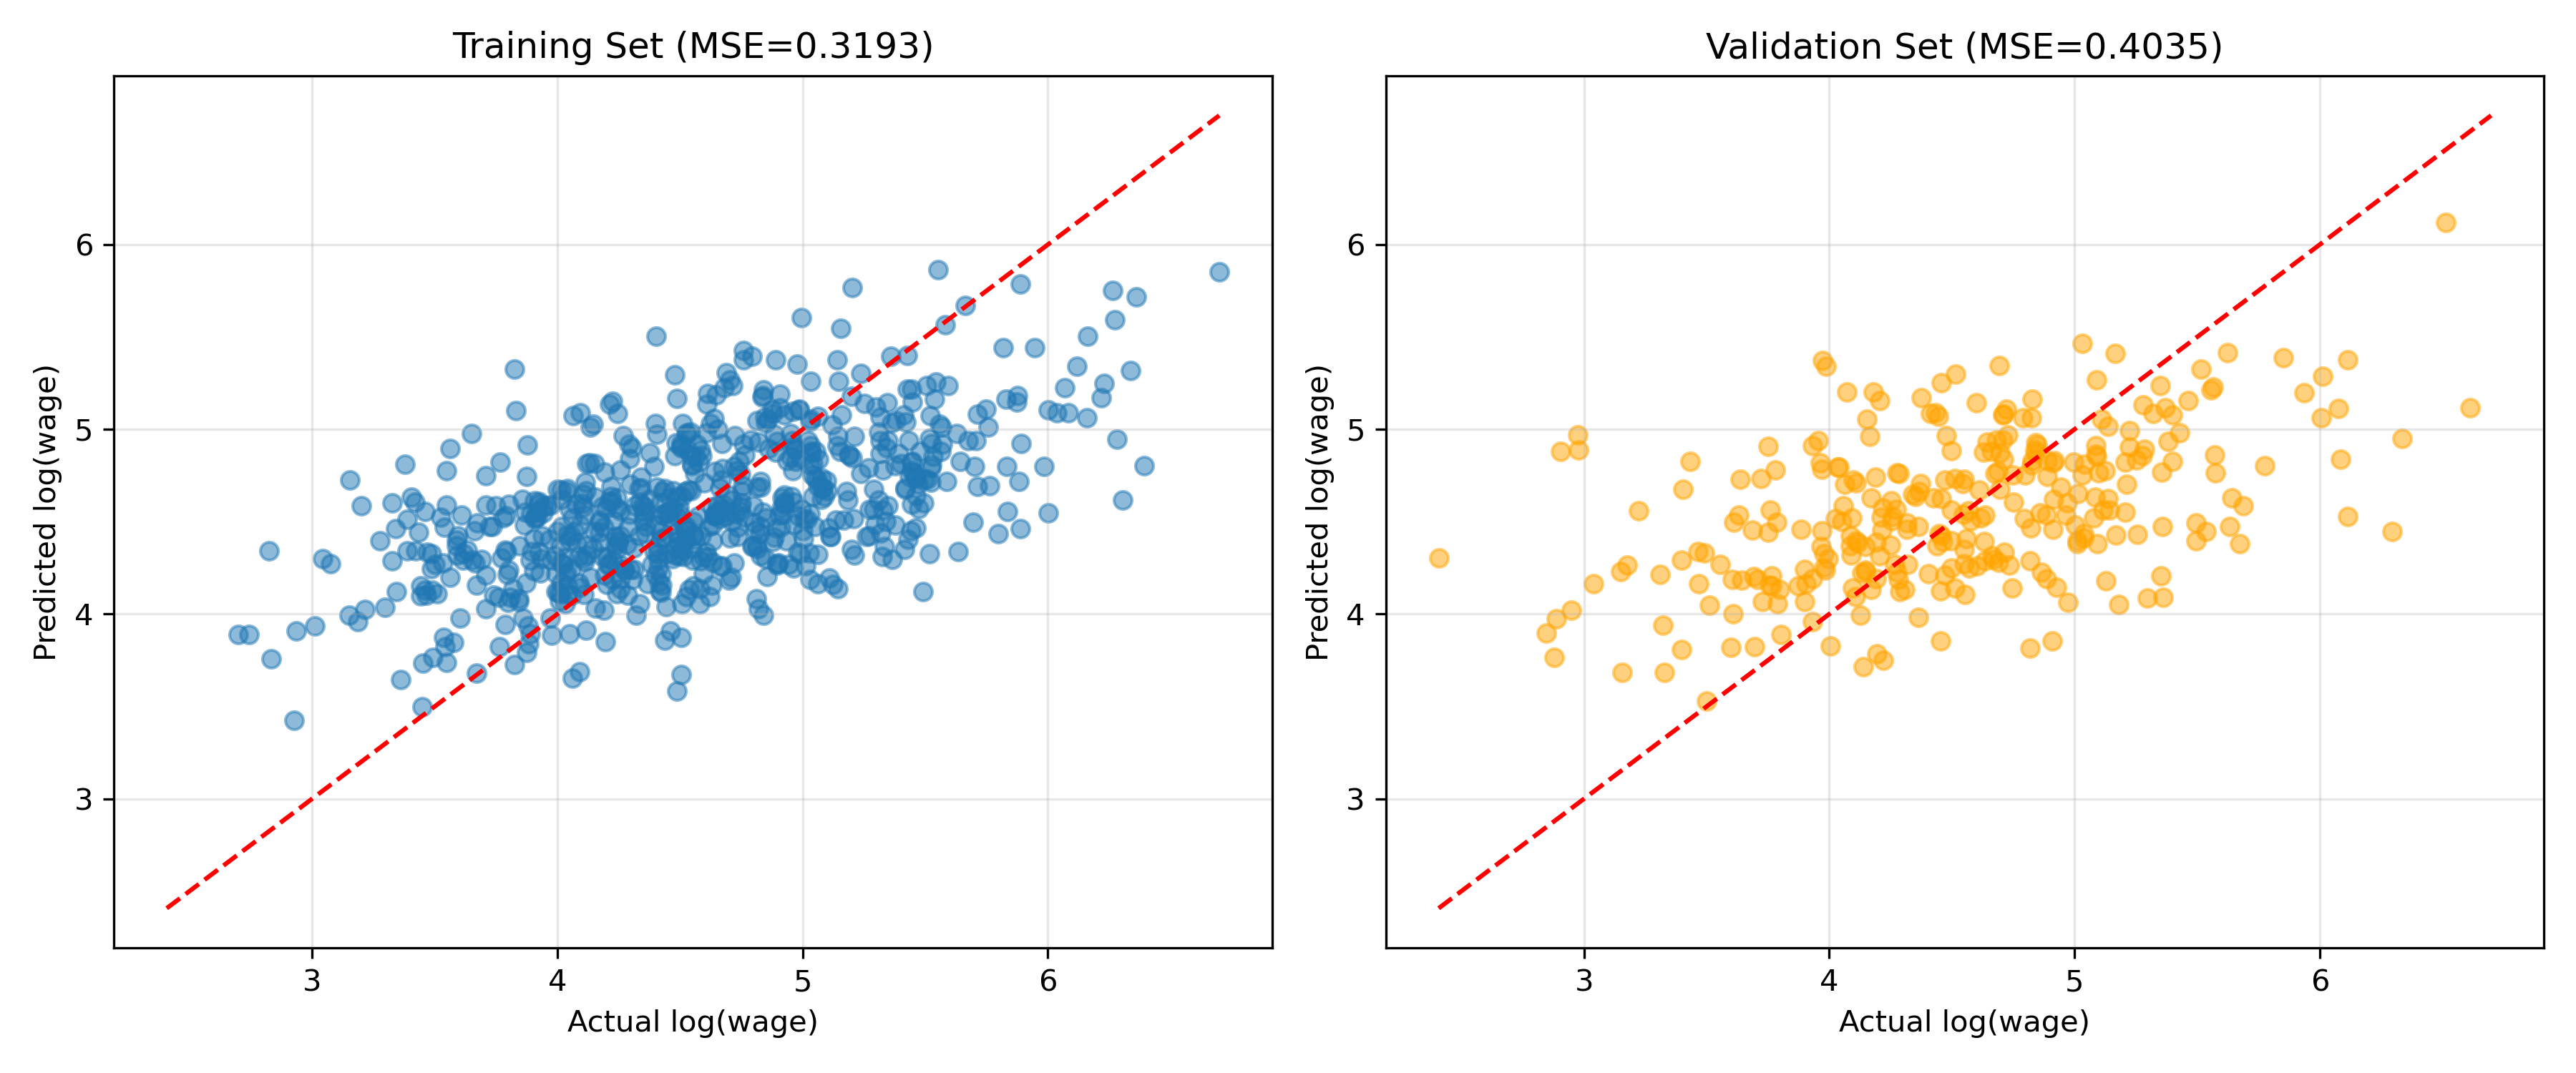 Training Set (MSE=0.3193)
Predicted log(wage)
6
5
4
3
3 4 5 6
Actual log(wage)
Validation Set (MSE=0.4035)
Predicted log(wage)
6
5
4
3
3 4 5 6
Actual log(wage)